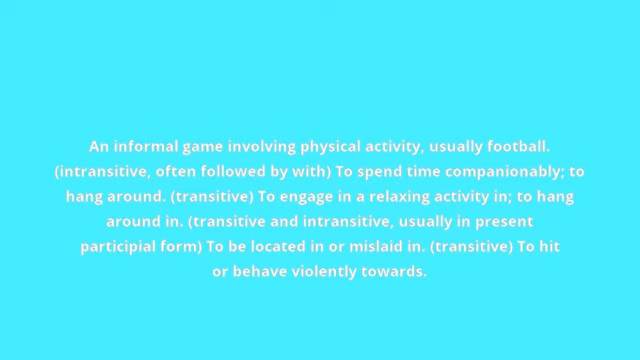 An informal game involving physical activity, usually football.
(intransitive, often followed by with) To spend time companionably; to
hang around. (transitive) To engage in a relaxing activity in; to hang
around in. (transitive and intransitive, usually in present
participial form) To be located in or mislaid in. (transitive) To hit
or behave violently towards.